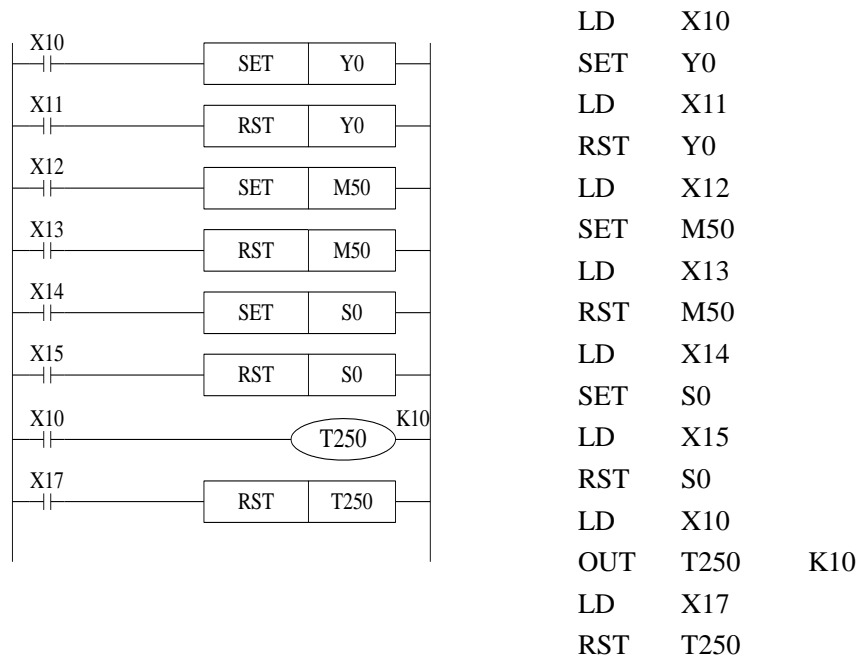 X10
SET Y0
X11
RST Y0
X12
SET M50
X13
RST M50
X14
SET S0
X15
RST S0
X10
T250 K10
X17
RST T250
LD X10
SET Y0
LD X11
RST Y0
LD X12
SET M50
LD X13
RST M50
LD X14
SET S0
LD X15
RST S0
LD X10
OUT T250 K10
LD X17
RST T250